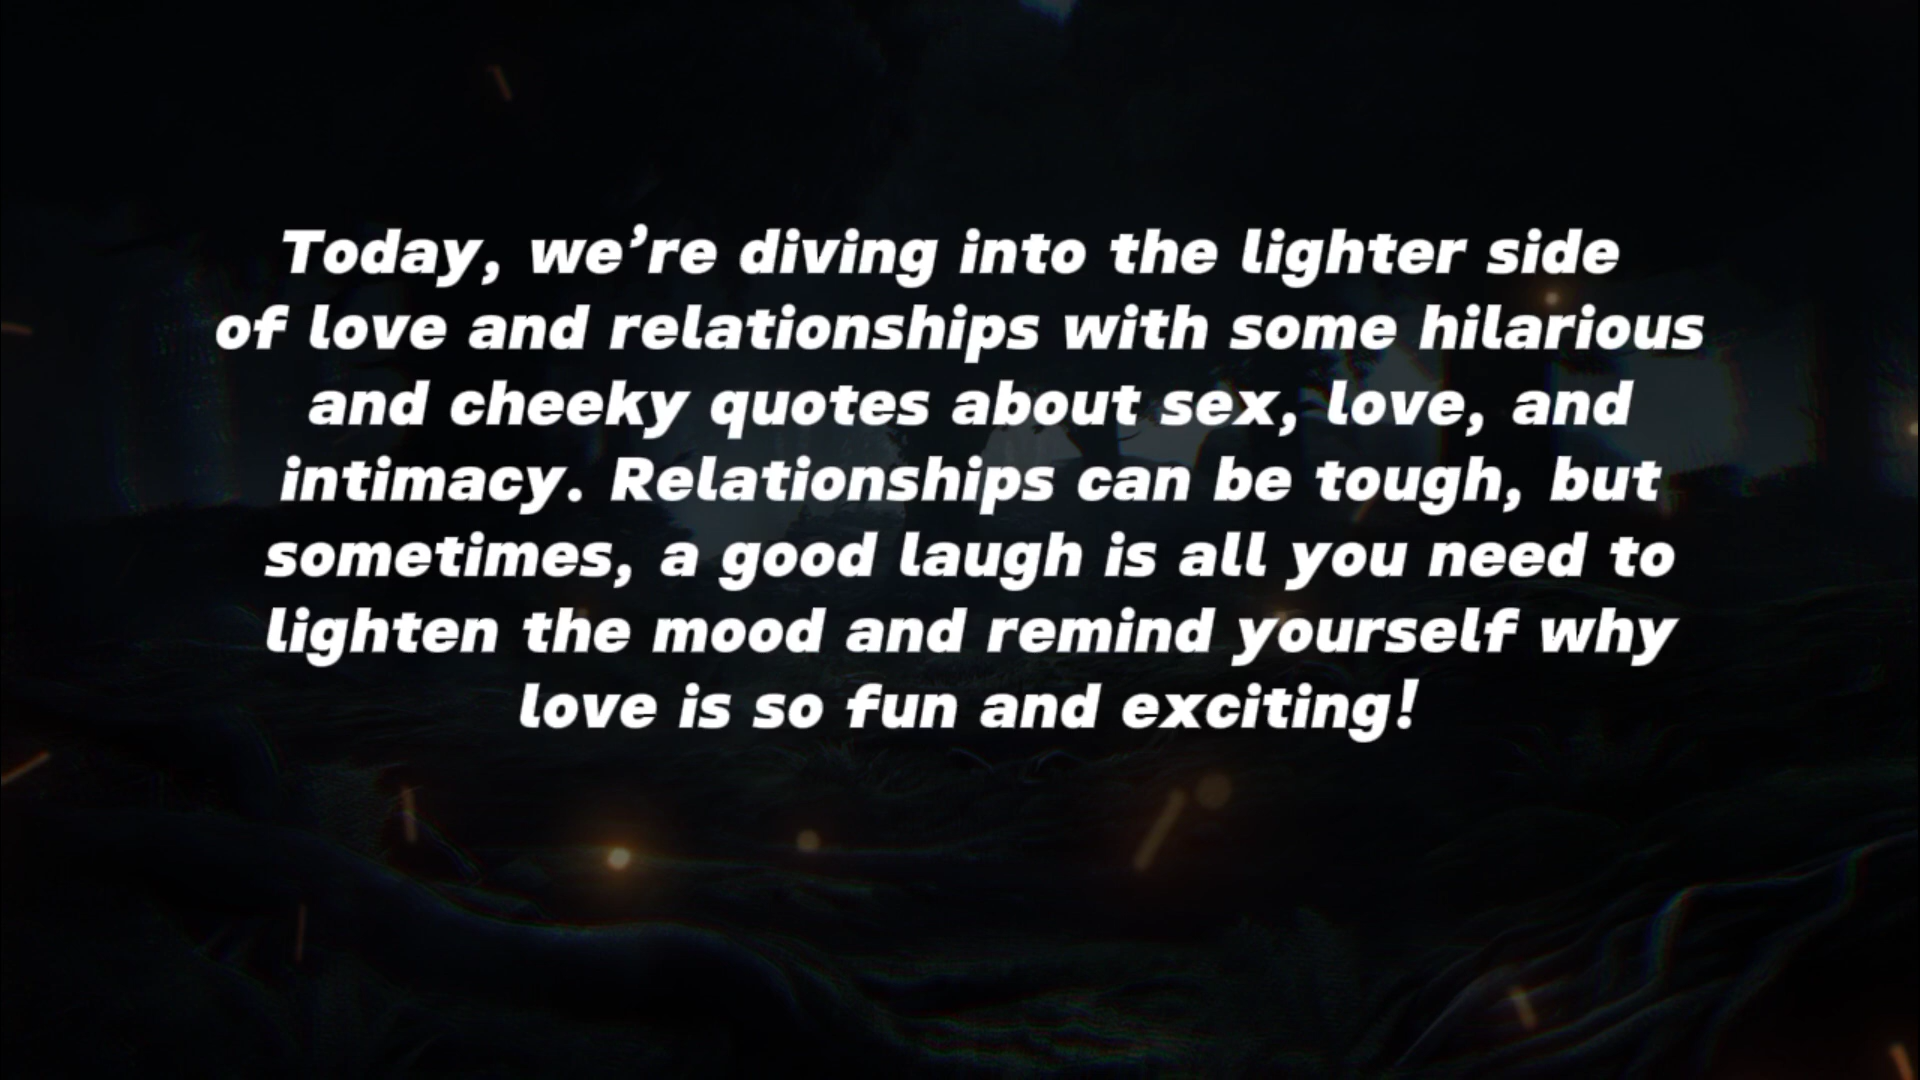 Today, we’re diving into the lighter side
of love and relationships with some hilarious
and cheeky quotes about sex, love, and
intimacy. Relationships can be tough, but
sometimes, a good laugh is all you need to
lighten the mood and remind yourself why
love is so fun and exciting!